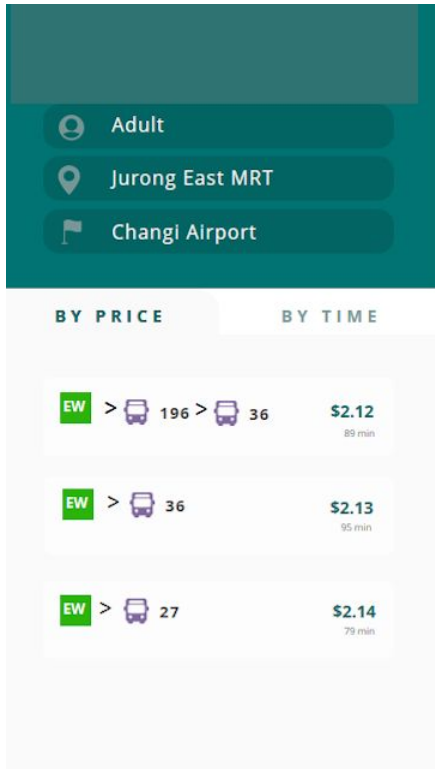 Adult
Jurong East MRT
Changi Airport
BY PRICE BY TIME
EW > 196 > 36 $2.12
89 min
EW > 36 $2.13
95 min
EW > 27 $2.14
79 min